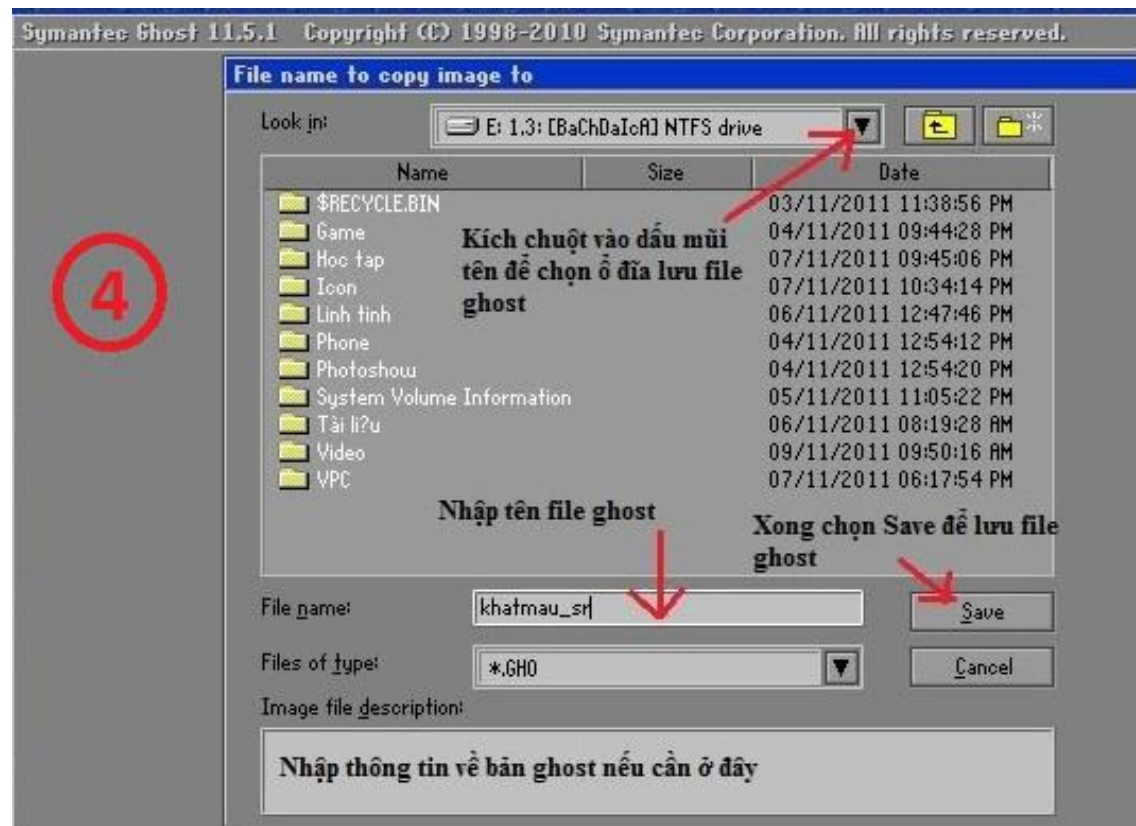 Symantec Ghost 11.5.1 Copyright (C) 1998-2010 Symantec Corporation. All rights reserved.
File name to copy image to
Look in:
E: 1.3: [BaChDaIcA] NTFS drive
Name Size Date
$RECYCLE.BIN 03/11/2011 11:38:56 PM
Game 04/11/2011 09:44:28 PM
Hoc tap 07/11/2011 09:45:06 PM
Icon 07/11/2011 10:34:14 PM
Linh tinh 06/11/2011 12:47:46 PM
Phone 04/11/2011 12:54:12 PM
Photoshow 04/11/2011 12:54:20 PM
System Volume Information 05/11/2011 11:05:22 PM
Tài li?u 06/11/2011 08:19:28 AM
Video 09/11/2011 09:50:16 AM
VPC 07/11/2011 06:17:54 PM
Kích chuột vào dấu mũi
tên để chọn ổ đĩa lưu file
ghost
4
Nhập tên file ghost
Xong chọn Save để lưu file
ghost
File name: khatmau_sr
Save
Files of type: *.GHO
Cancel
Image file description:
Nhập thông tin về bản ghost nếu cần ở đây